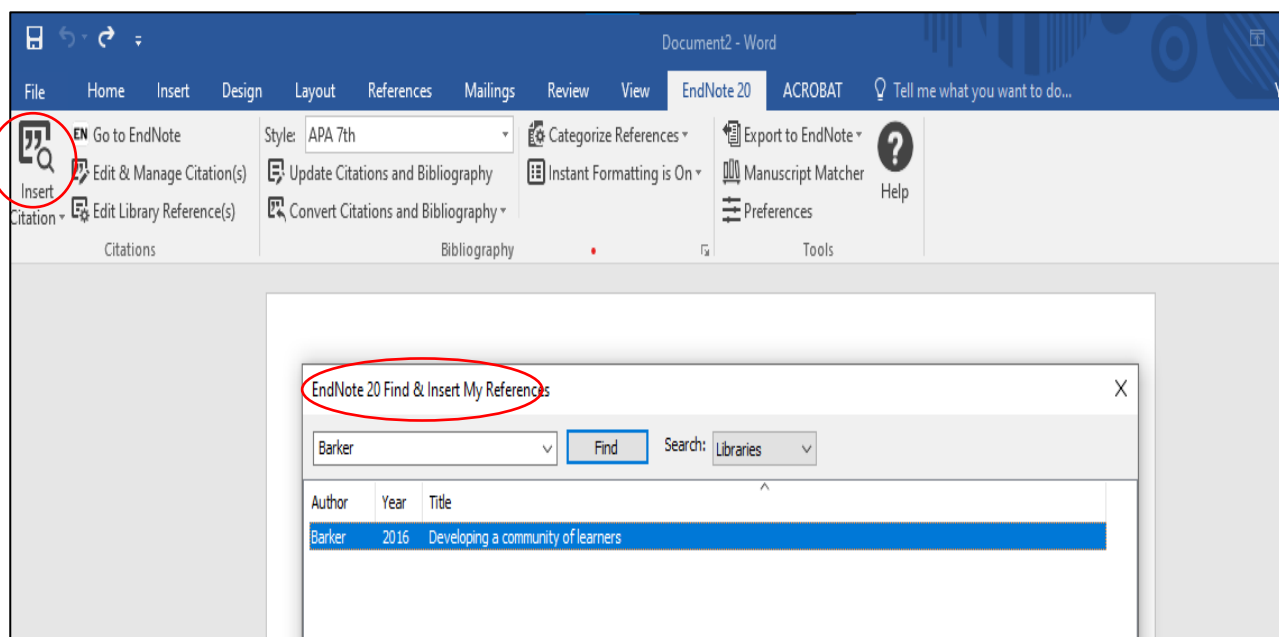 Document2 - Word
File Home Insert Design Layout References Mailings Review View EndNote 20 ACROBAT Tell me what you want to do...
Insert Citation
EN Go to EndNote
Edit & Manage Citation(s)
Edit Library Reference(s)
Citations
Style: APA 7th
Update Citations and Bibliography
Convert Citations and Bibliography
Categorize References
Instant Formatting is On
Bibliography
Export to EndNote
Manuscript Matcher
Preferences
Tools
? Help
EndNote 20 Find & Insert My References X
Barker Find Search: Libraries
Author Year Title
Barker 2016 Developing a community of learners